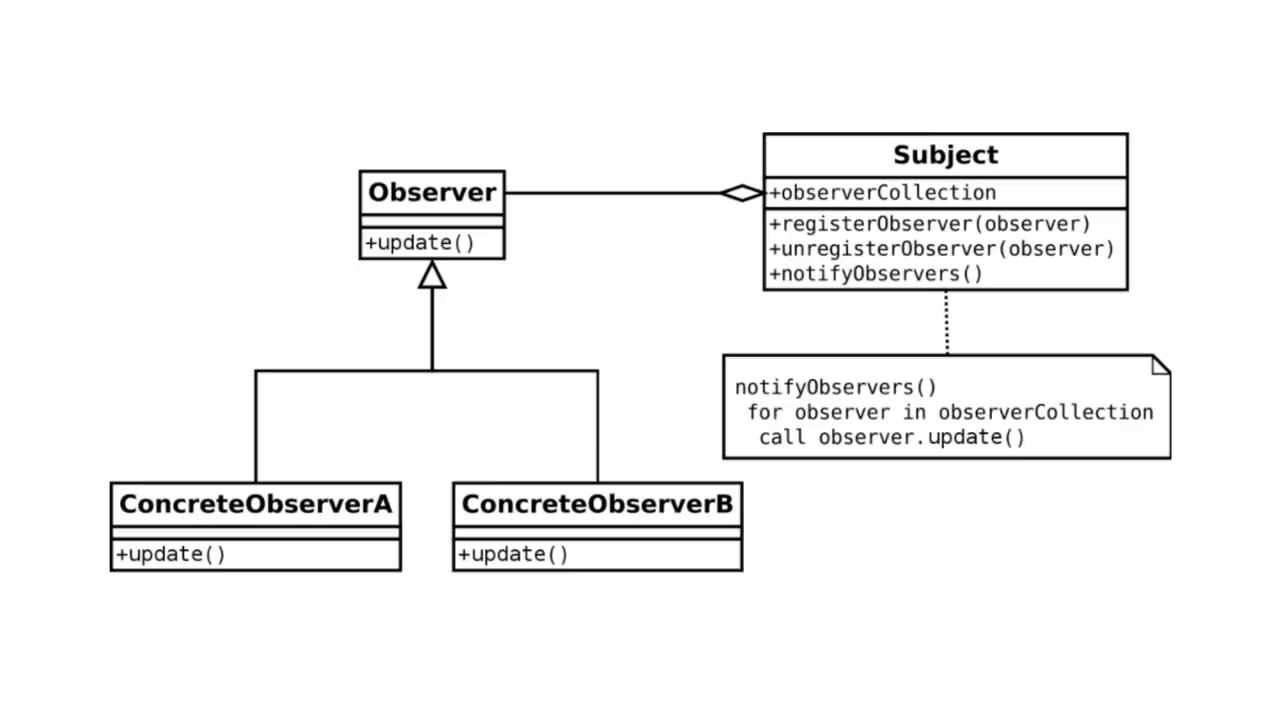 Observer
+update()
Subject
+observerCollection
+registerObserver(observer)
+unregisterObserver(observer)
+notifyObservers()
notifyObservers()
for observer in observerCollection
call observer.update()
ConcreteObserverA
+update()
ConcreteObserverB
+update()